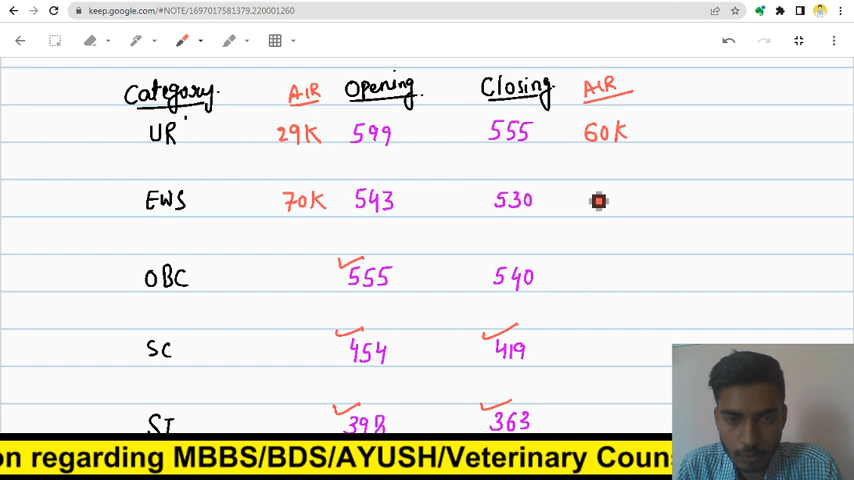 keep.google.com/#NOTE/1697017581379.220001260
Category AIR Opening Closing AIR
UR 29K 599 555 60K
EWS 70K 543 530
OBC 555 540
SC 454 419
ST 398 363
on regarding MBBS/BDS/AYUSH/Veterinary Couns